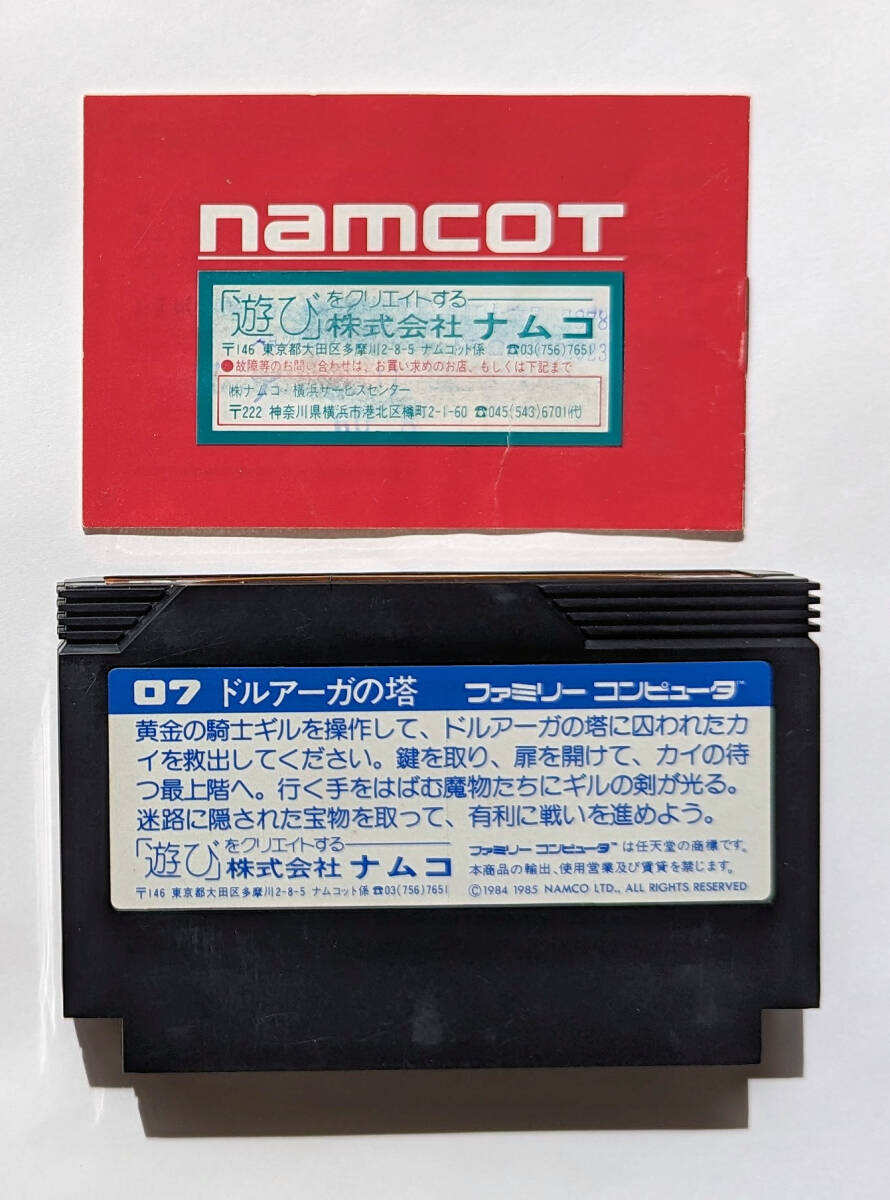 namcoT
「遊び」をクリエイトする
株式会社 ナムコ
〒146 東京都大田区多摩川2-8-5 ナムコット係 ☎03(756)7651
●故障等のお問い合わせは、お買い求めのお店、もしくは下記まで
㈱ナムコ・横浜サービスセンター
〒222 神奈川県横浜市港北区樽町2-1-60 ☎045(543)6701(代)
07 ドルアーガの塔 ファミリー コンピュータ™
黄金の騎士ギルを操作して、ドルアーガの塔に囚われたカ
イを救出してください。鍵を取り、扉を開けて、カイの待
つ最上階へ。行く手をはばむ魔物たちにギルの剣が光る。
迷路に隠された宝物を取って、有利に戦いを進めよう。
「遊び」をクリエイトする
株式会社 ナムコ
〒146 東京都大田区多摩川2-8-5 ナムコット係 ☎03(756)7651
ファミリー コンピュータ™ は任天堂の商標です。
本商品の輸出、使用営業及び賃貸を禁じます。
©1984 1985 NAMCO LTD., ALL RIGHTS RESERVED